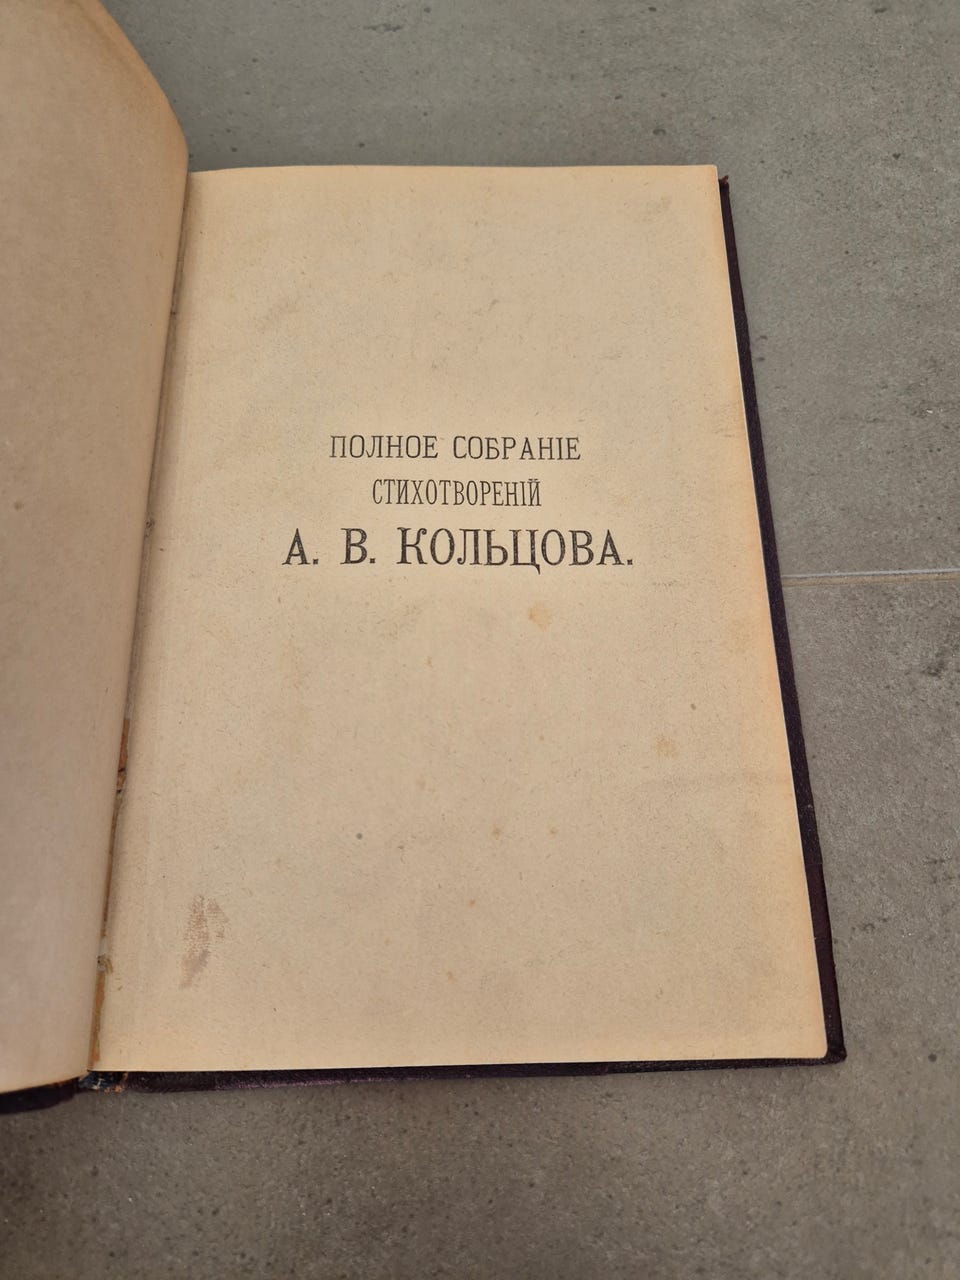 ПОЛНОЕ СОБРАНІЕ
СТИХОТВОРЕНІЙ
А. В. КОЛЬЦОВА.